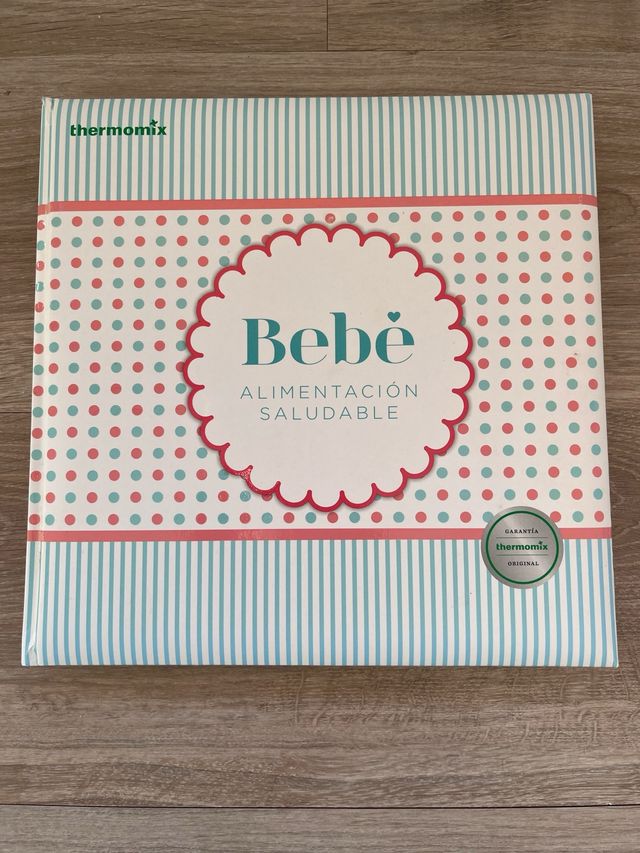 thermomix
Bebé
ALIMENTACIÓN
SALUDABLE
GARANTÍA
thermomix
ORIGINAL